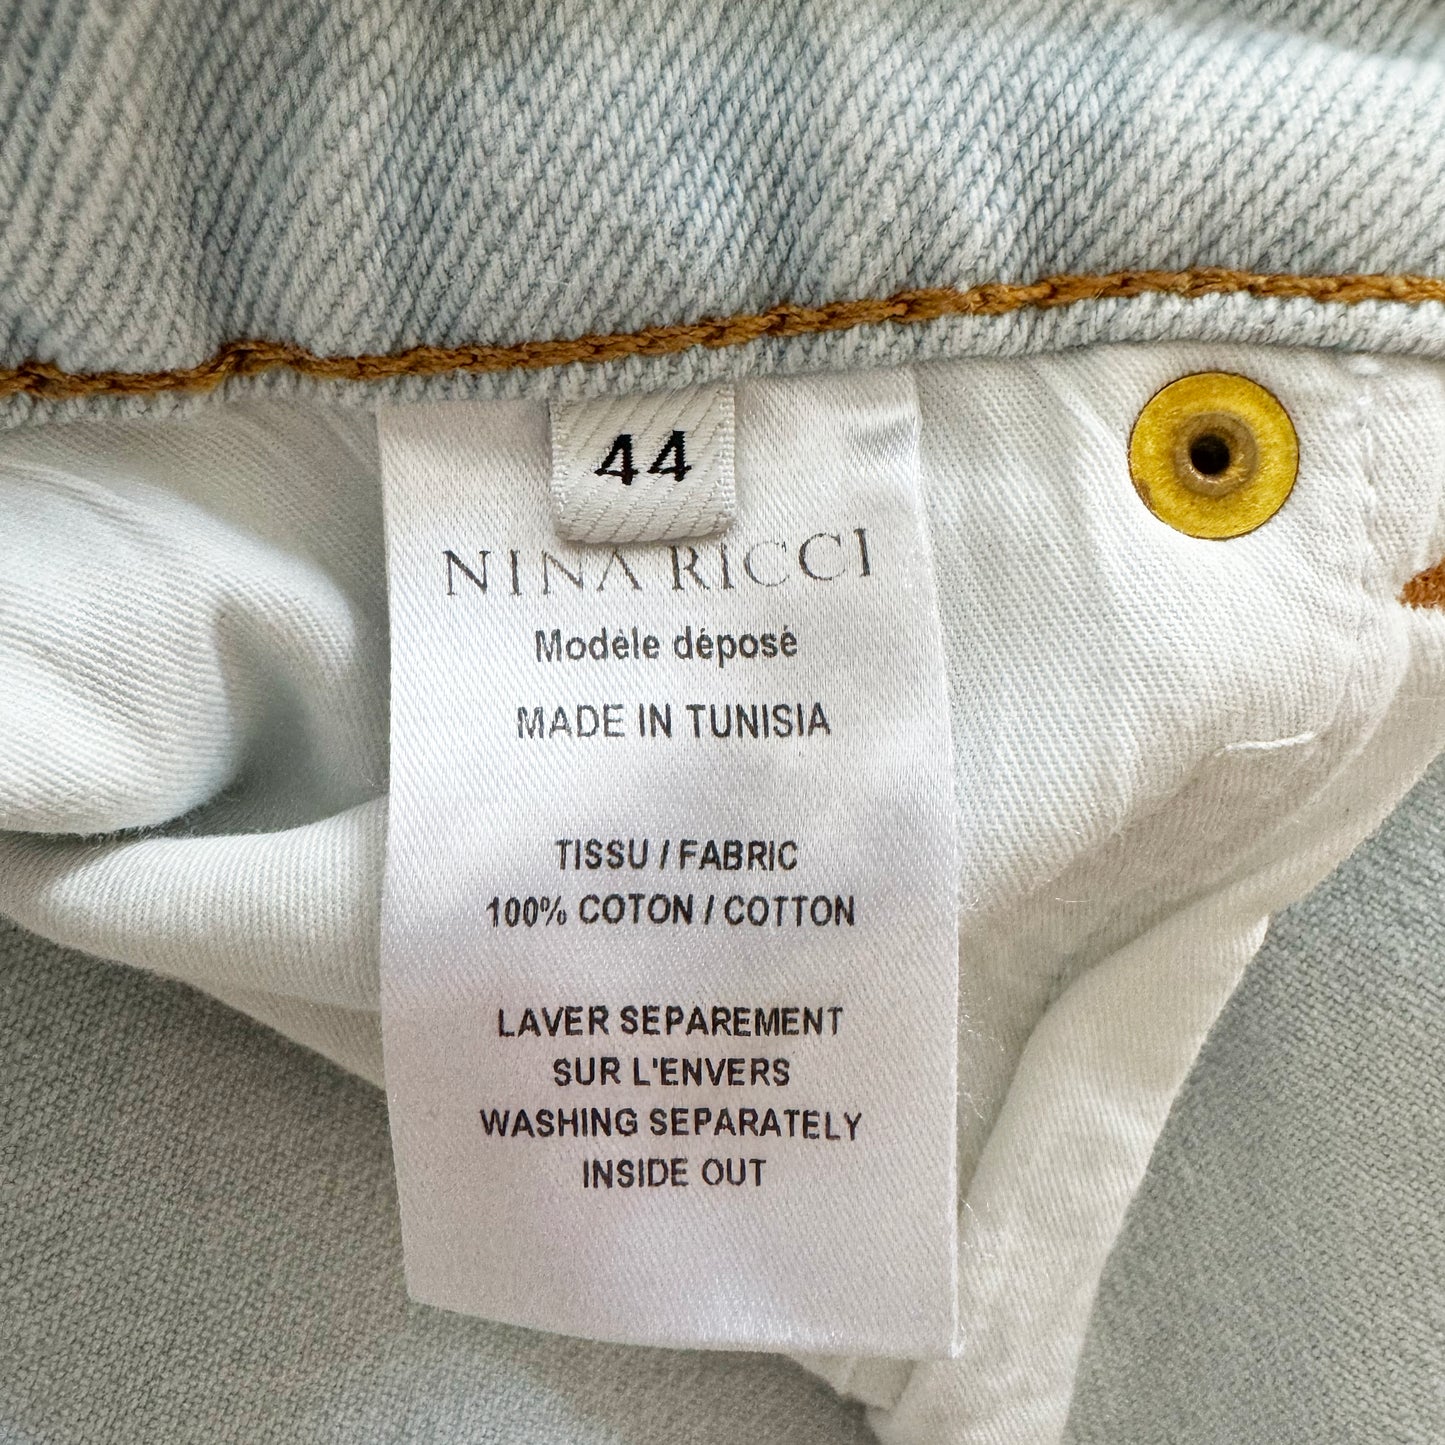 44
NINA RICCI
Modèle déposé
MADE IN TUNISIA
TISSU / FABRIC
100% COTON / COTTON
LAVER SEPAREMENT
SUR L'ENVERS
WASHING SEPARATELY
INSIDE OUT